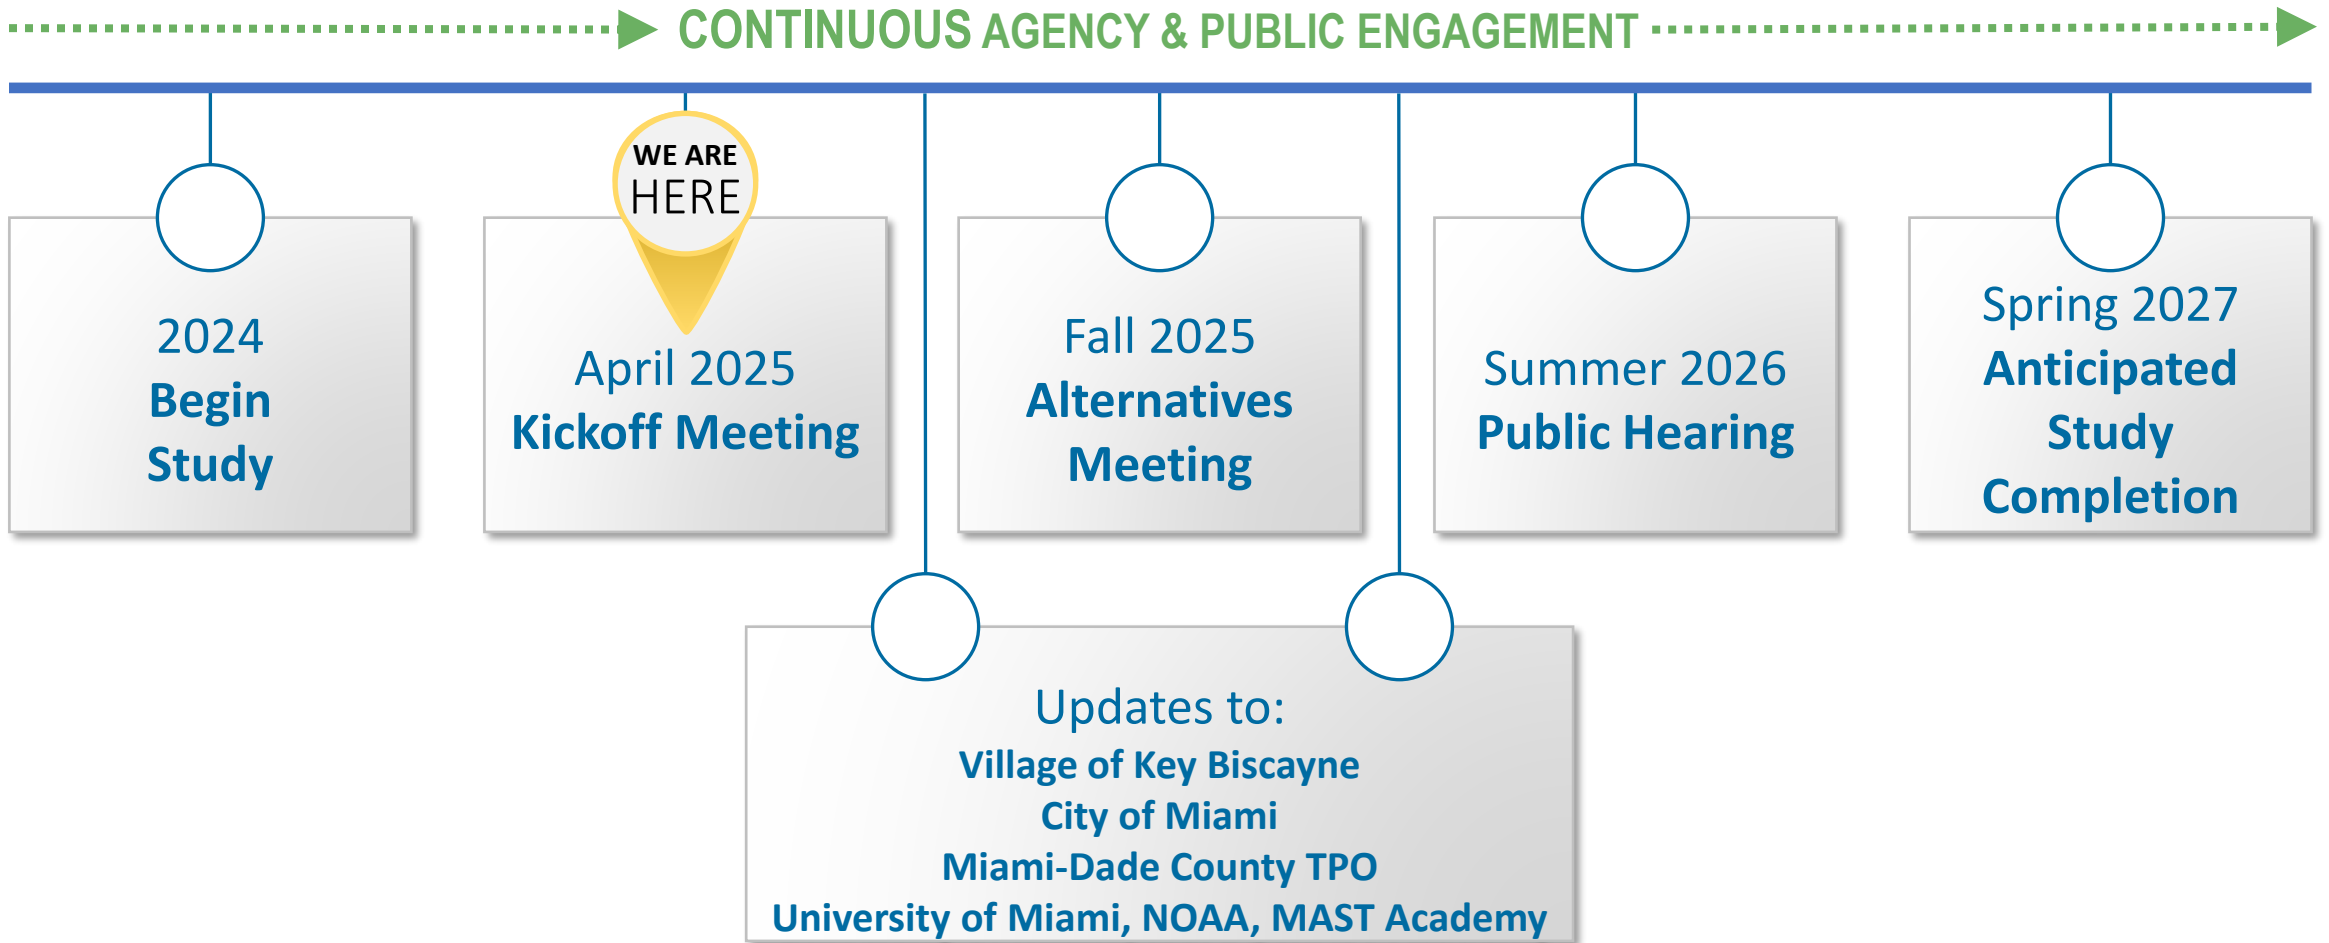 CONTINUOUS AGENCY & PUBLIC ENGAGEMENT
WE ARE
HERE
2024
Begin
Study
April 2025
Kickoff Meeting
Fall 2025
Alternatives
Meeting
Summer 2026
Public Hearing
Spring 2027
Anticipated
Study
Completion
Updates to:
Village of Key Biscayne
City of Miami
Miami-Dade County TPO
University of Miami, NOAA, MAST Academy